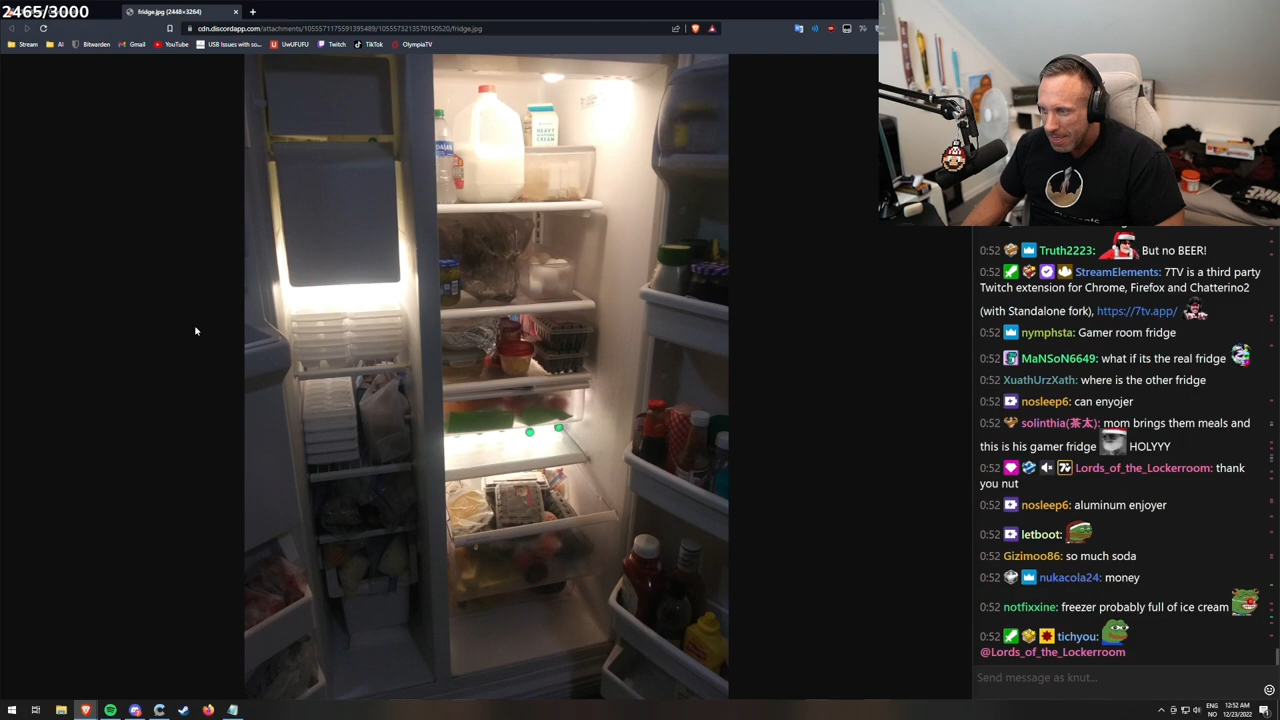 2465/3000
fridge.jpg (2448×3264)
cdn.discordapp.com/attachments/1055571175591395489/1055573213570150520/fridge.jpg
Stream
AI
Bitwarden
Gmail
YouTube
USB Issues with so...
UwUFUFU
Twitch
TikTok
OlympiaTV
HEAVY
CREAM
0:52 Truth2223: But no BEER!
0:52 StreamElements: 7TV is a third party
Twitch extension for Chrome, Firefox and Chatterino2
(with Standalone fork), https://7tv.app/
0:52 nymphsta: Gamer room fridge
0:52 MaNSoN6649: what if its the real fridge
0:52 XuathUrzXath: where is the other fridge
0:52 nosleep6: can enyojer
0:52 solinthia(茶太): mom brings them meals and
this is his gamer fridge HOLYYY
0:52 Lords_of_the_Lockerroom: thank
you nut
0:52 nosleep6: aluminum enjoyer
0:52 letboot:
0:52 Gizimoo86: so much soda
0:52 nukacola24: money
0:52 notfixxine: freezer probably full of ice cream
0:52 tichyou:
@Lords_of_the_Lockerroom
Send message as knut...
ENG
NO
12:52 AM
12/23/2022